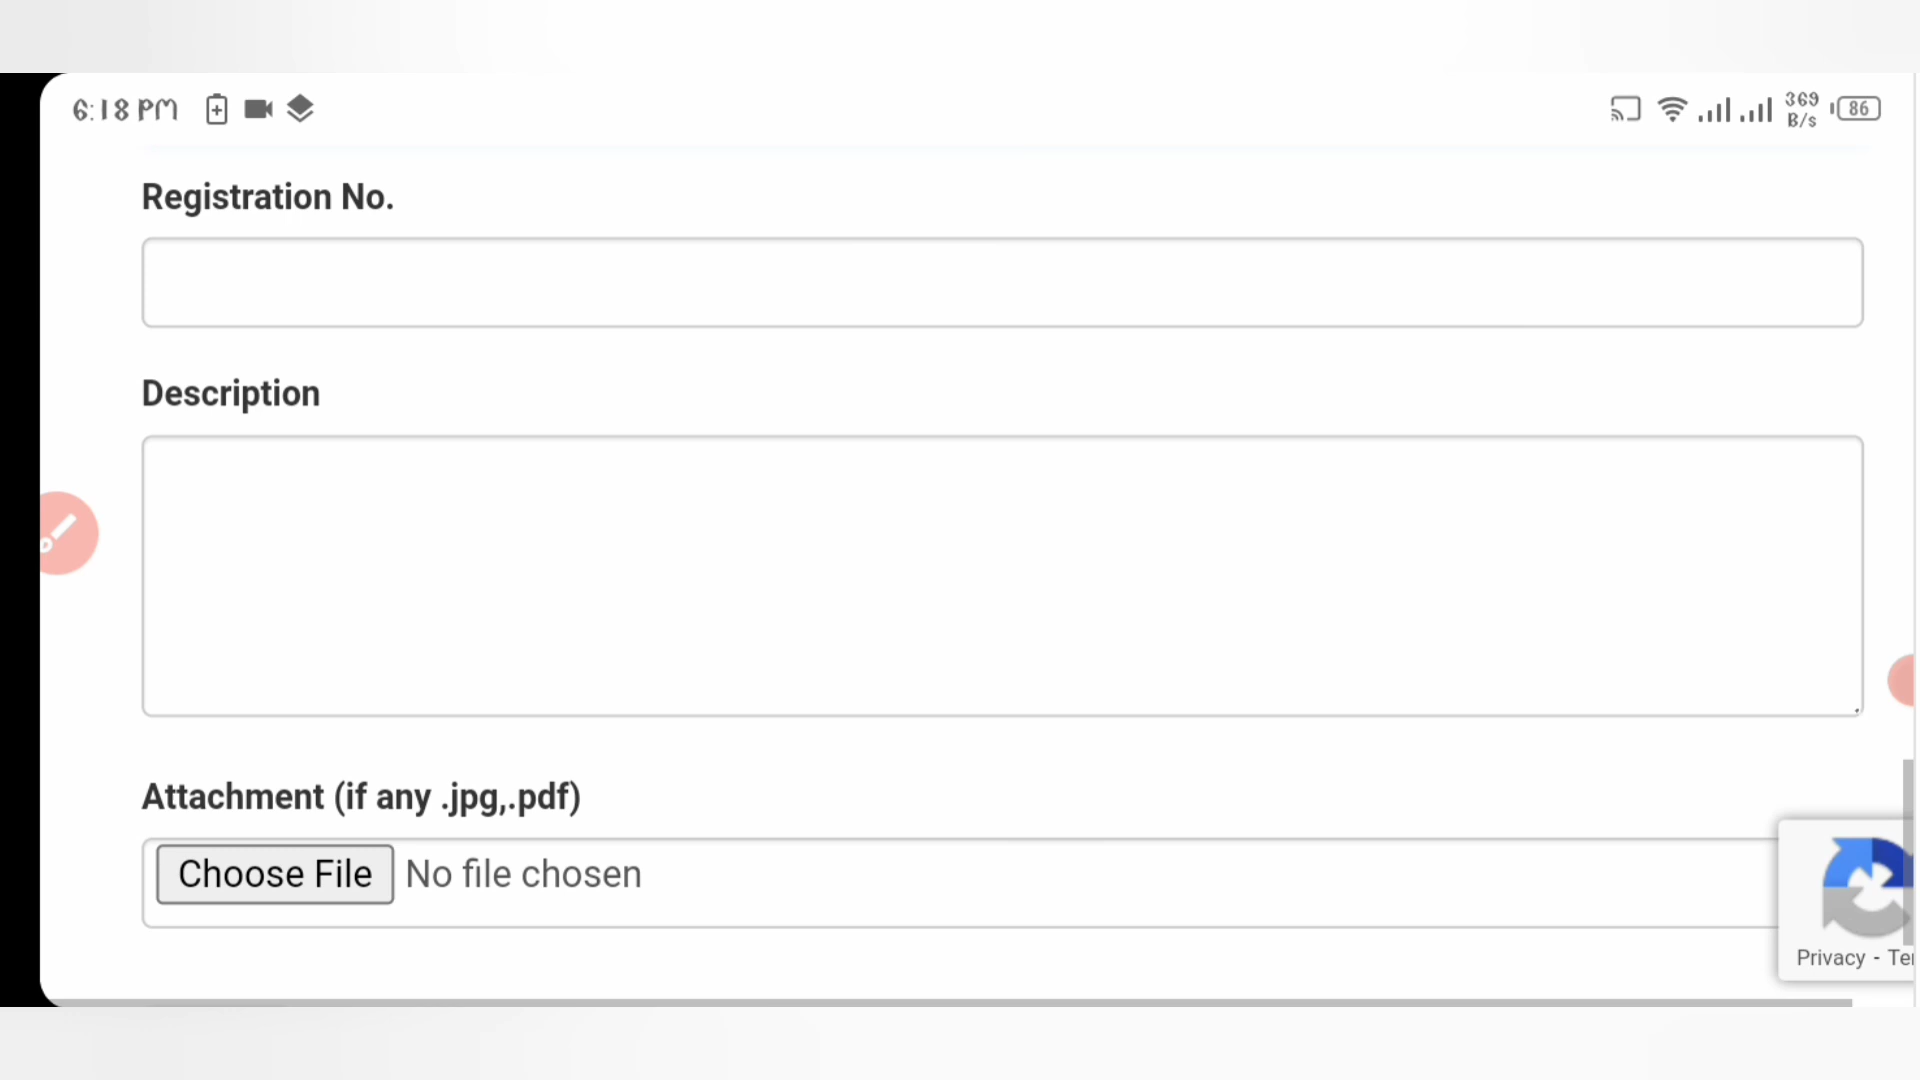 6:18 PM
369
B/s
86
Registration No.
Description
Attachment (if any .jpg,.pdf)
Choose File No file chosen
Privacy - Te